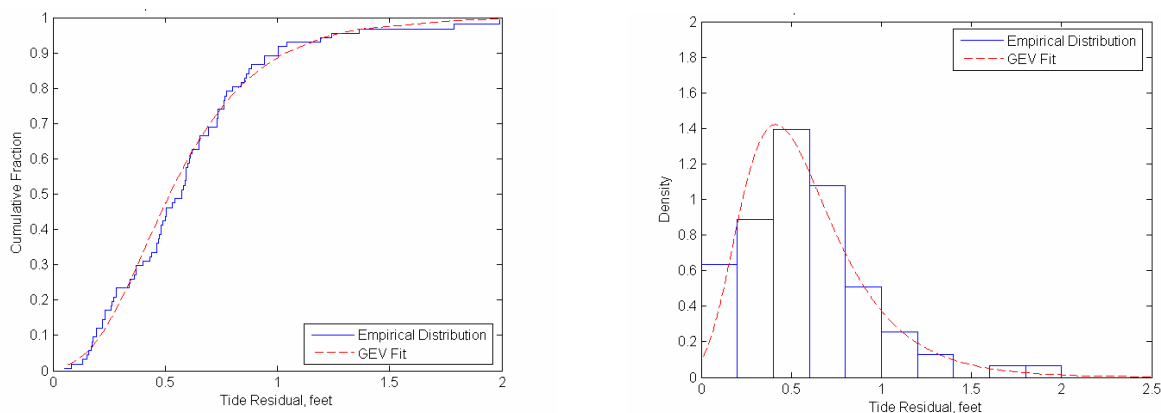 1
0.9
0.8
0.7
0.6
0.5
0.4
0.3
0.2
0.1
0
Cumulative Fraction
Empirical Distribution
GEV Fit
0 0.5 1 1.5 2
Tide Residual, feet
2
1.8
1.6
1.4
1.2
1
0.8
0.6
0.4
0.2
0
Density
Empirical Distribution
GEV Fit
0 0.5 1 1.5 2 2.5
Tide Residual, feet